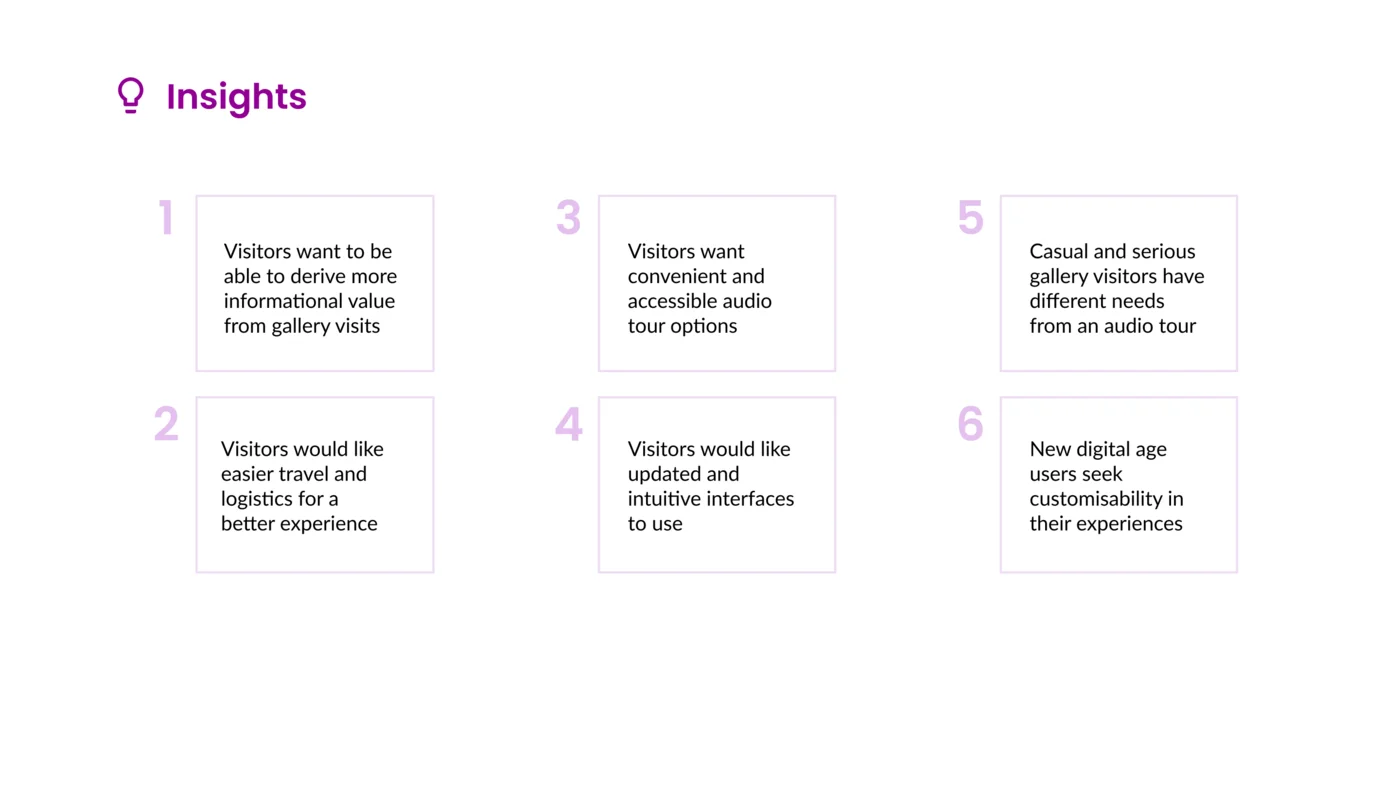 Insights
1
Visitors want to be
able to derive more
informational value
from gallery visits
2
Visitors would like
easier travel and
logistics for a
better experience
3
Visitors want
convenient and
accessible audio
tour options
4
Visitors would like
updated and
intuitive interfaces
to use
5
Casual and serious
gallery visitors have
different needs
from an audio tour
6
New digital age
users seek
customisability in
their experiences